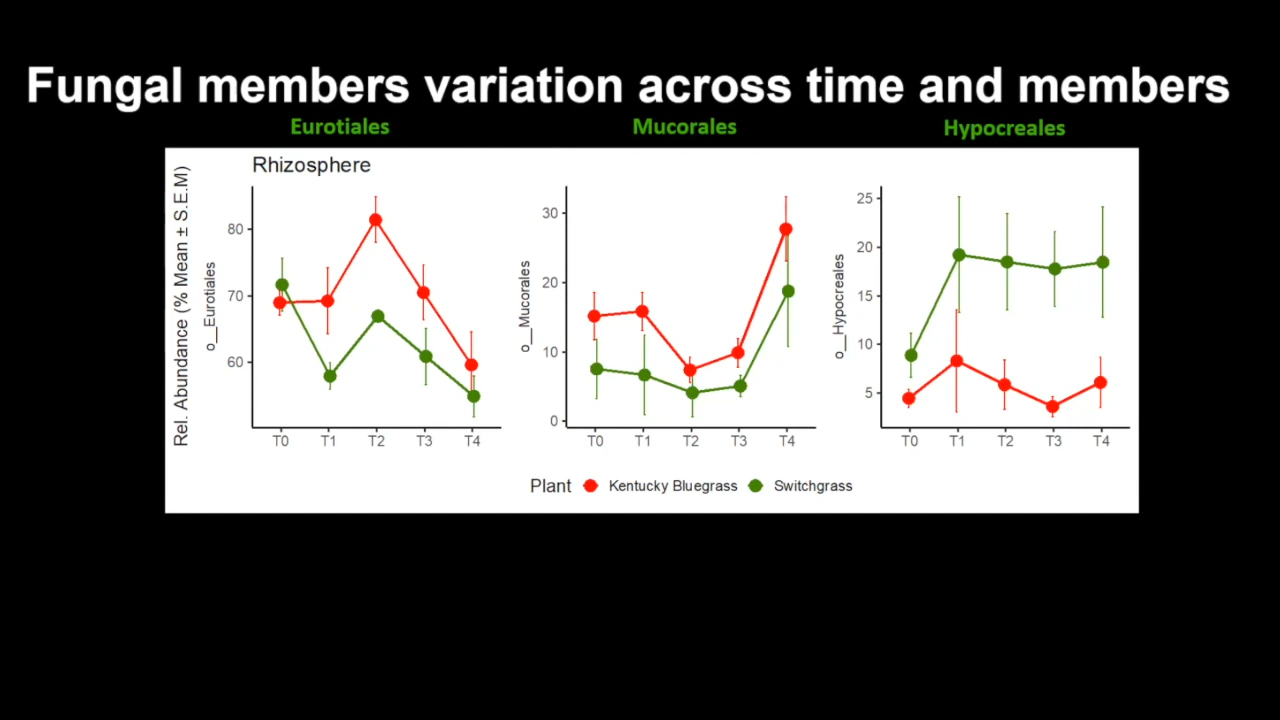 Fungal members variation across time and members
Eurotiales
Mucorales
Hypocreales
Rhizosphere
Rel. Abundance (% Mean ± S.E.M)
o__Eurotiales
80
70
60
T0 T1 T2 T3 T4
o__Mucorales
30
20
10
0
T0 T1 T2 T3 T4
o__Hypocreales
25
20
15
10
5
T0 T1 T2 T3 T4
Plant Kentucky Bluegrass Switchgrass